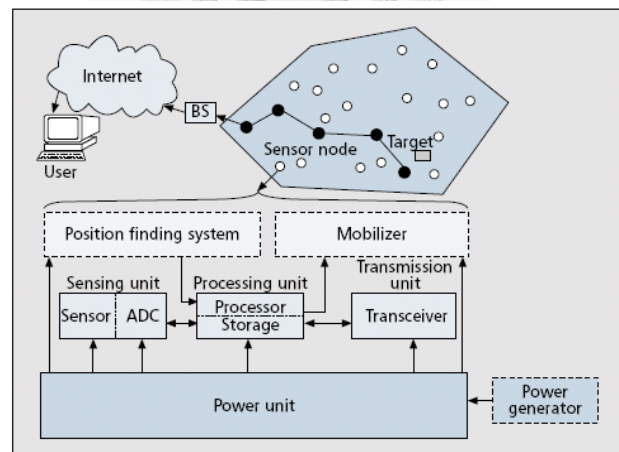 Internet
BS
User
Sensor node
Target
Position finding system
Mobilizer
Sensing unit
Processing unit
Transmission
unit
Sensor
ADC
Processor
Storage
Transceiver
Power unit
Power
generator